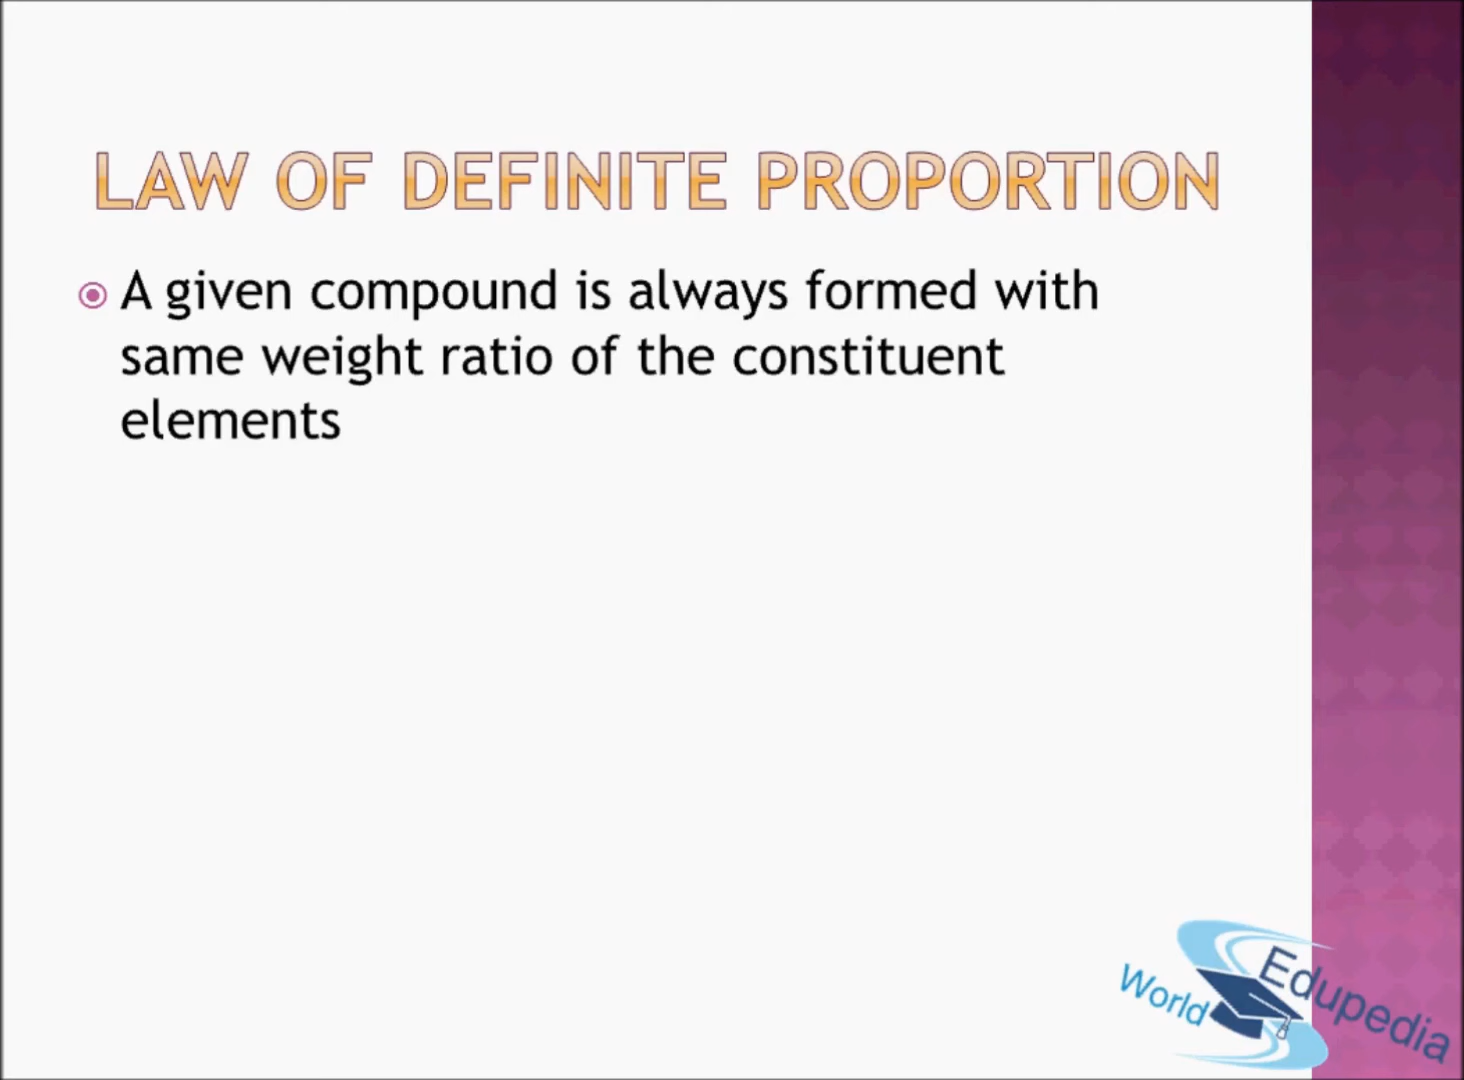 LAW OF DEFINITE PROPORTION
A given compound is always formed with
same weight ratio of the constituent
elements
World Edupedia